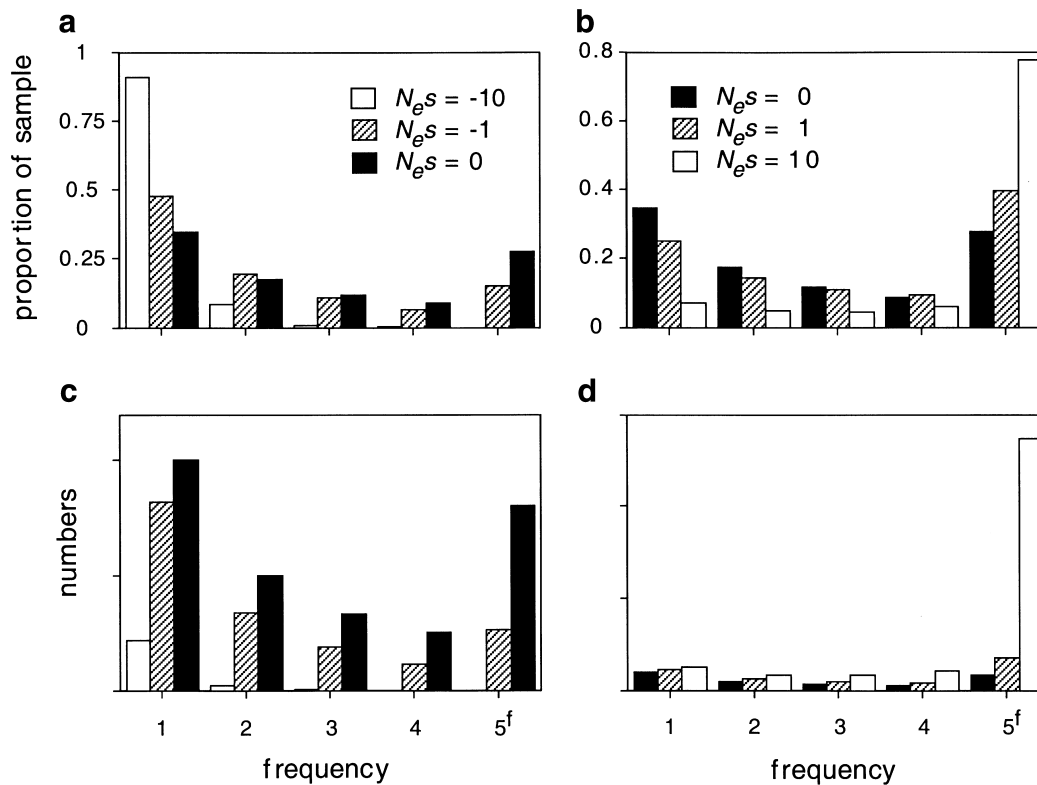 a
proportion of sample
1
0.75
0.5
0.25
0
Nes = -10
Nes = -1
Nes = 0
b
0.8
0.6
0.4
0.2
0
Nes = 0
Nes = 1
Nes = 10
c
numbers
1 2 3 4 5f
frequency
d
1 2 3 4 5f
frequency